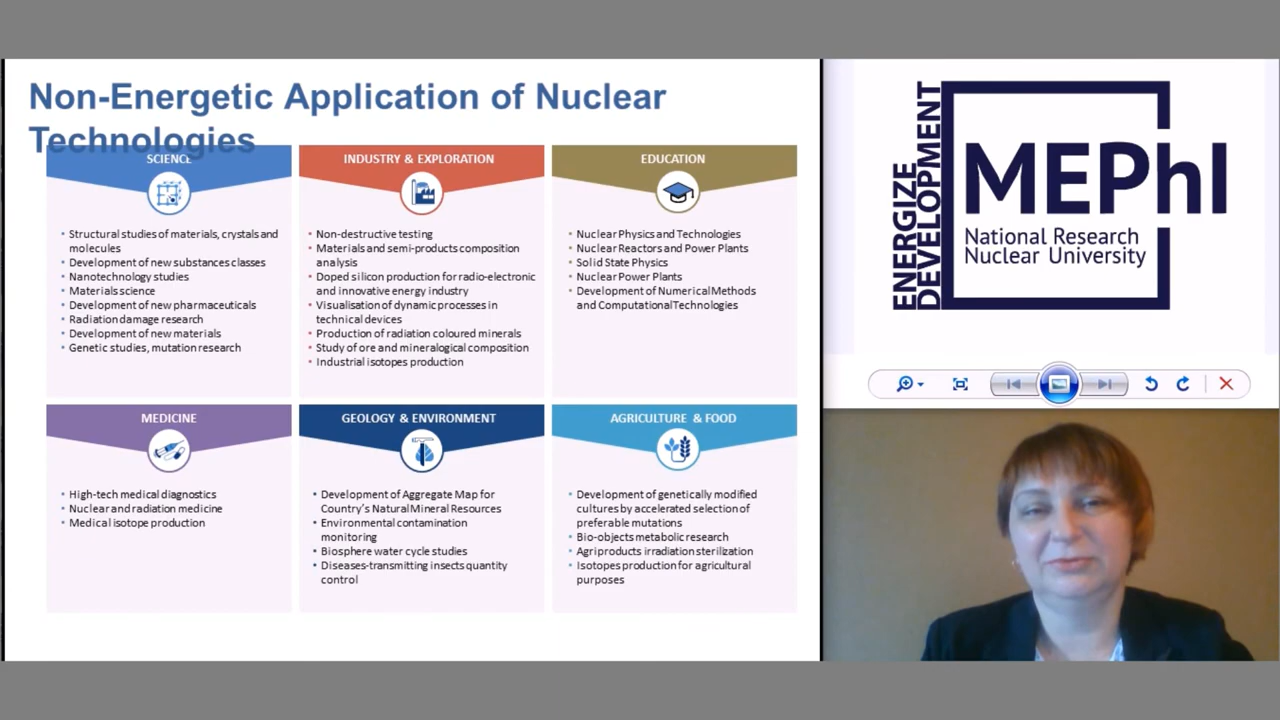 Non-Energetic Application of Nuclear
Technologies
SCIENCE
• Structural studies of materials, crystals and
molecules
• Development of new substances classes
• Nanotechnology studies
• Materials science
• Development of new pharmaceuticals
• Radiation damage research
• Development of new materials
• Genetic studies, mutation research
INDUSTRY & EXPLORATION
• Non-destructive testing
• Materials and semi-products composition
analysis
• Doped silicon production for radio-electronic
and innovative energy industry
• Visualisation of dynamic processes in
technical devices
• Production of radiation coloured minerals
• Study of ore and mineralogical composition
• Industrial isotopes production
EDUCATION
• Nuclear Physics and Technologies
• Nuclear Reactors and Power Plants
• Solid State Physics
• Nuclear Power Plants
• Development of Numerical Methods
and Computational Technologies
MEDICINE
• High-tech medical diagnostics
• Nuclear and radiation medicine
• Medical isotope production
GEOLOGY & ENVIRONMENT
• Development of Aggregate Map for
Country's Natural Mineral Resources
• Environmental contamination
monitoring
• Biosphere water cycle studies
• Diseases-transmitting insects quantity
control
AGRICULTURE & FOOD
• Development of genetically modified
cultures by accelerated selection of
preferable mutations
• Bio-objects metabolic research
• Agriproducts irradiation sterilization
• Isotopes production for agricultural
purposes
ENERGIZE
DEVELOPMENT
MEPhI
National Research
Nuclear University